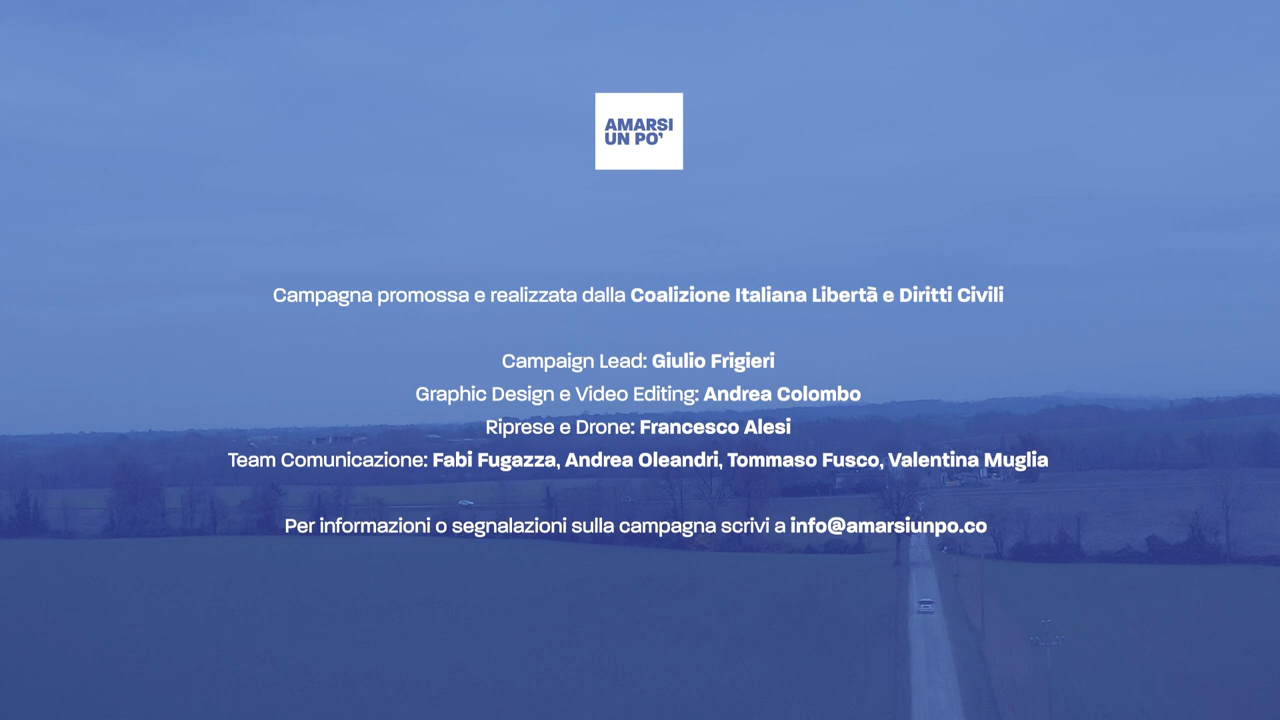 AMARSI
UN PO’
Campagna promossa e realizzata dalla Coalizione Italiana Libertà e Diritti Civili
Campaign Lead: Giulio Frigieri
Graphic Design e Video Editing: Andrea Colombo
Riprese e Drone: Francesco Alesi
Team Comunicazione: Fabi Fugazza, Andrea Oleandri, Tommaso Fusco, Valentina Muglia
Per informazioni o segnalazioni sulla campagna scrivi a info@amarsiunpo.co